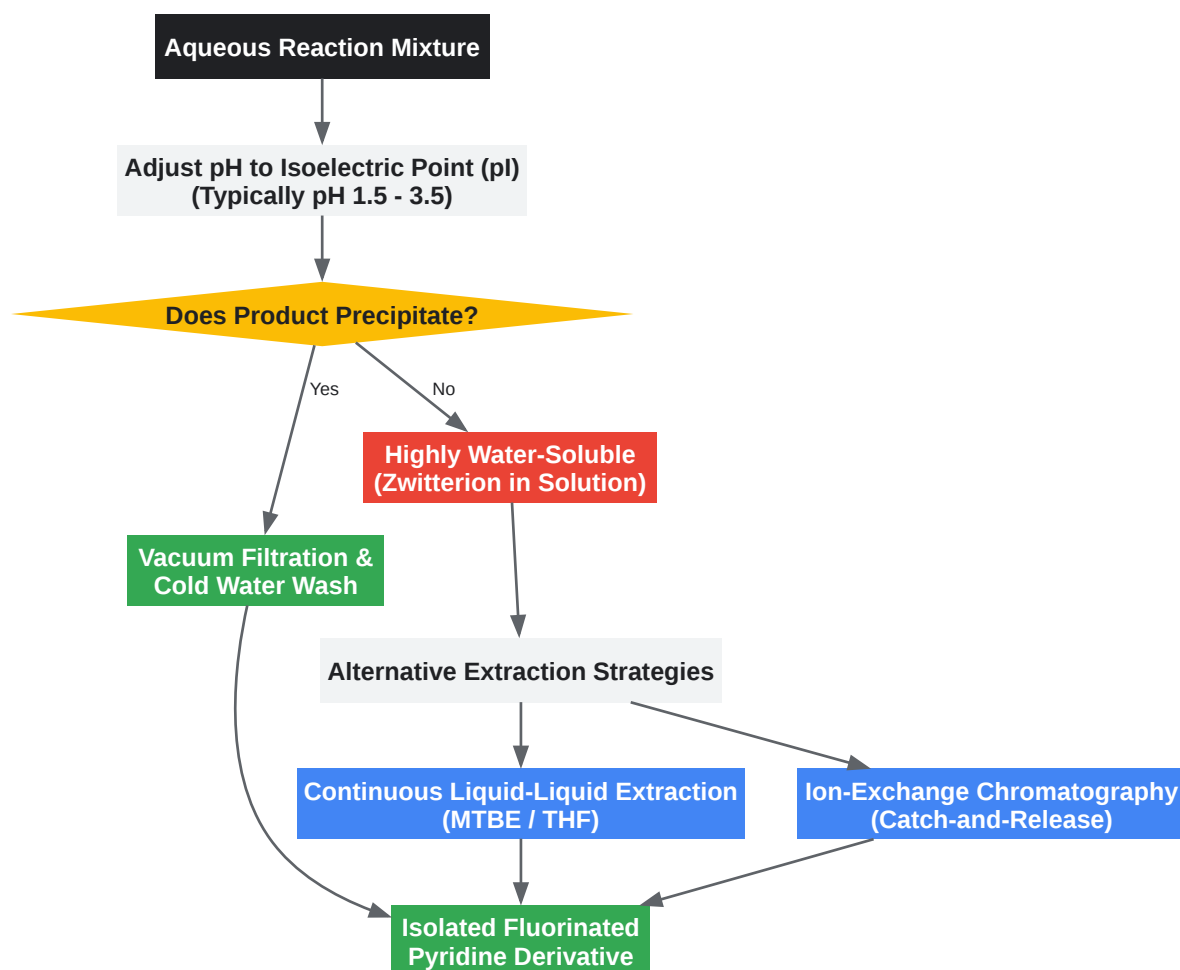 Aqueous Reaction Mixture
Adjust pH to Isoelectric Point (pI)
(Typically pH 1.5 - 3.5)
Does Product Precipitate?
Yes
No
Highly Water-Soluble
(Zwitterion in Solution)
Vacuum Filtration &
Cold Water Wash
Alternative Extraction Strategies
Continuous Liquid-Liquid Extraction
(MTBE / THF)
Ion-Exchange Chromatography
(Catch-and-Release)
Isolated Fluorinated
Pyridine Derivative